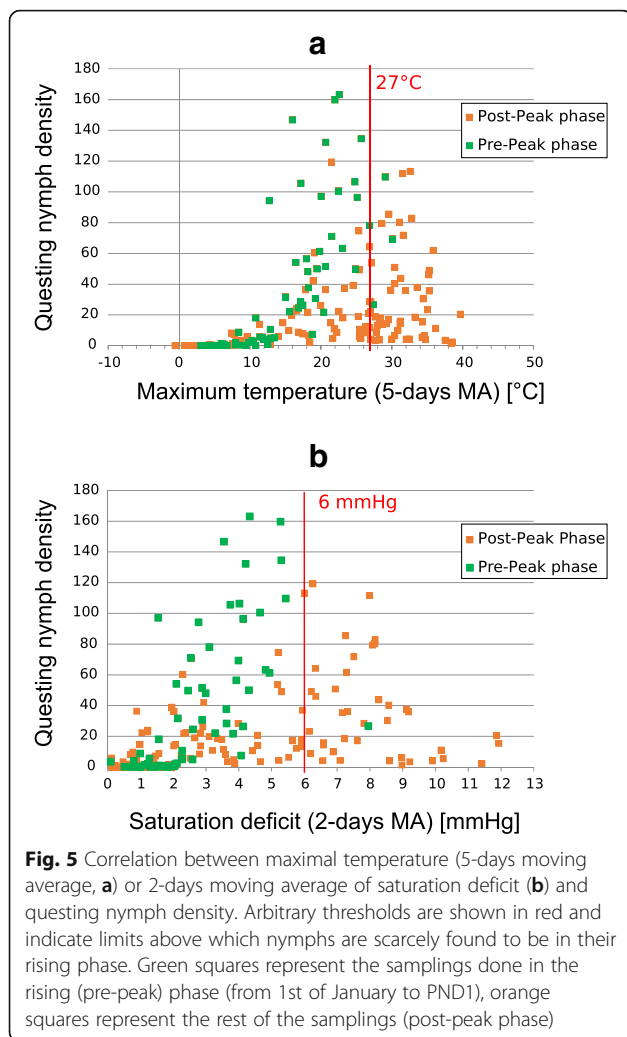 a
180
160
140
120
100
80
60
40
20
0
-10 0 10 20 30 40 50
Questing nymph density
27°C
Post-Peak phase
Pre-Peak phase
Maximum temperature (5-days MA) [°C]
b
180
160
140
120
100
80
60
40
20
0
0 1 2 3 4 5 6 7 8 9 10 11 12 13
Questing nymph density
6 mmHg
Post-Peak Phase
Pre-Peak phase
Saturation deficit (2-days MA) [mmHg]
Fig. 5 Correlation between maximal temperature (5-days moving
average, a) or 2-days moving average of saturation deficit (b) and
questing nymph density. Arbitrary thresholds are shown in red and
indicate limits above which nymphs are scarcely found to be in their
rising phase. Green squares represent the samplings done in the
rising (pre-peak) phase (from 1st of January to PND1), orange
squares represent the rest of the samplings (post-peak phase)